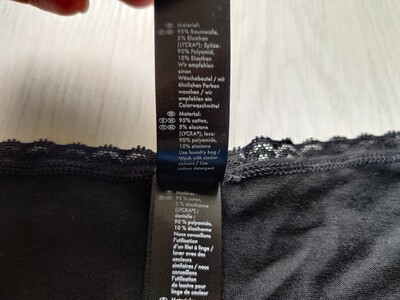 Material:
95% Baumwolle,
5% Elasthan
(LYCRA®); Spitze:
90% Polyamid,
10% Elasthan
Wir empfehlen
einen
Wäschebeutel / mit
ähnlichen Farben
waschen / wir
empfehlen ein
Colorwaschmittel
Material:
95% cotton,
5% elastane
(LYCRA®); lace:
90% polyamide,
10% elastane
Use laundry bag /
Wash with similar
colours / Use
colour detergent
Matières :
95 % coton,
5 % élasthanne
(LYCRA®) ;
dentelle :
90 % polyamide,
10 % élasthanne
Nous conseillons
l'utilisation
d'un filet à linge /
laver avec des
couleurs
similaires / nous
conseillons
l'utilisation
de lessive pour
linge de couleur